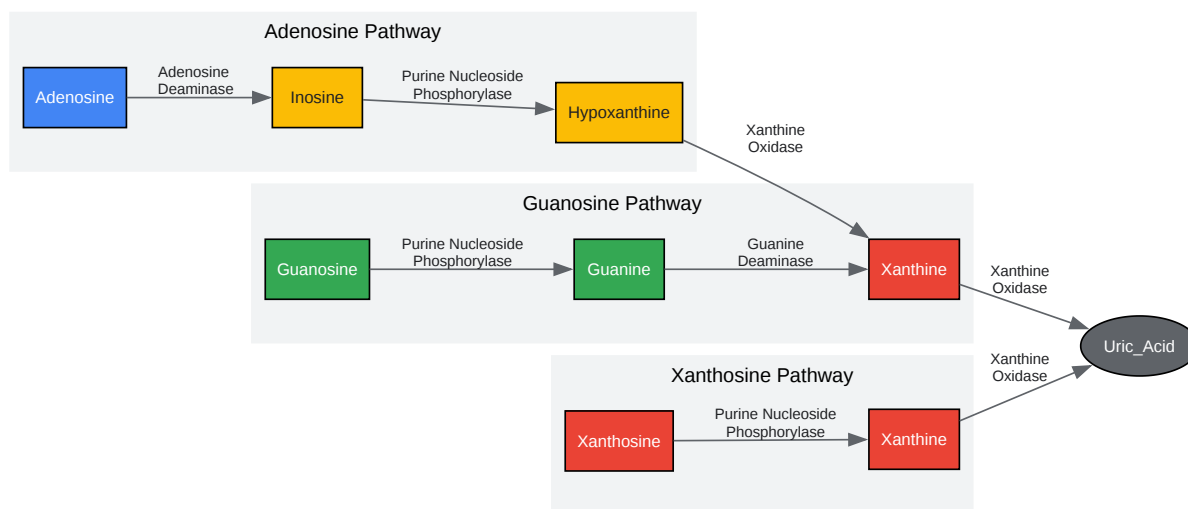 Adenosine Pathway
Adenosine
Adenosine
Deaminase
Inosine
Purine Nucleoside
Phosphorylase
Hypoxanthine
Xanthine
Oxidase
Guanosine Pathway
Guanosine
Purine Nucleoside
Phosphorylase
Guanine
Guanine
Deaminase
Xanthine
Xanthine
Oxidase
Uric_Acid
Xanthosine Pathway
Xanthosine
Purine Nucleoside
Phosphorylase
Xanthine
Xanthine
Oxidase